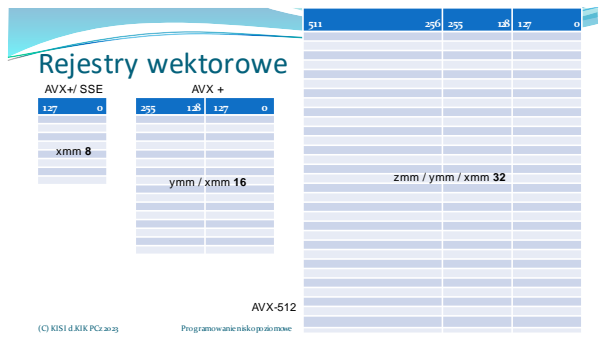 Rejestry wektorowe
AVX+/ SSE
127 0
xmm 8
AVX +
255 128 127 0
ymm / xmm 16
511 256 255 128 127 0
zmm / ymm / xmm 32
AVX-512
(C) KISI d.KIK PCz 2023
Programowanie niskopoziomowe